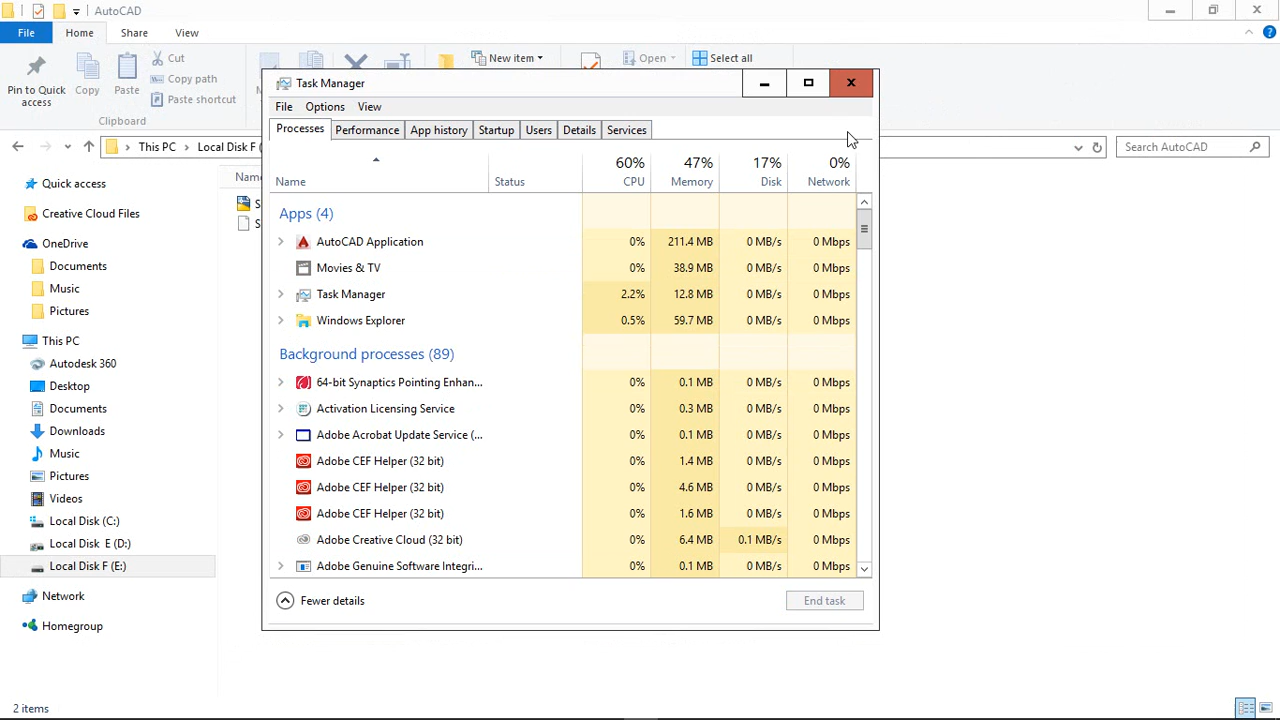 AutoCAD
File Home Share View
Pin to Quick access
Copy
Paste
Cut
Copy path
Paste shortcut
Clipboard
New item
Open
Select all
This PC Local Disk F (
Search AutoCAD
Quick access
Creative Cloud Files
OneDrive
Documents
Music
Pictures
This PC
Autodesk 360
Desktop
Documents
Downloads
Music
Pictures
Videos
Local Disk (C:)
Local Disk E (D:)
Local Disk F (E:)
Network
Homegroup
2 items
Task Manager
File Options View
Processes Performance App history Startup Users Details Services
60% 47% 17% 0%
Name Status CPU Memory Disk Network
Apps (4)
AutoCAD Application 0% 211.4 MB 0 MB/s 0 Mbps
Movies & TV 0% 38.9 MB 0 MB/s 0 Mbps
Task Manager 2.2% 12.8 MB 0 MB/s 0 Mbps
Windows Explorer 0.5% 59.7 MB 0 MB/s 0 Mbps
Background processes (89)
64-bit Synaptics Pointing Enhan... 0% 0.1 MB 0 MB/s 0 Mbps
Activation Licensing Service 0% 0.3 MB 0 MB/s 0 Mbps
Adobe Acrobat Update Service (... 0% 0.1 MB 0 MB/s 0 Mbps
Adobe CEF Helper (32 bit) 0% 1.4 MB 0 MB/s 0 Mbps
Adobe CEF Helper (32 bit) 0% 4.6 MB 0 MB/s 0 Mbps
Adobe CEF Helper (32 bit) 0% 1.6 MB 0 MB/s 0 Mbps
Adobe Creative Cloud (32 bit) 0% 6.4 MB 0.1 MB/s 0 Mbps
Adobe Genuine Software Integri... 0% 0.1 MB 0 MB/s 0 Mbps
Fewer details
End task